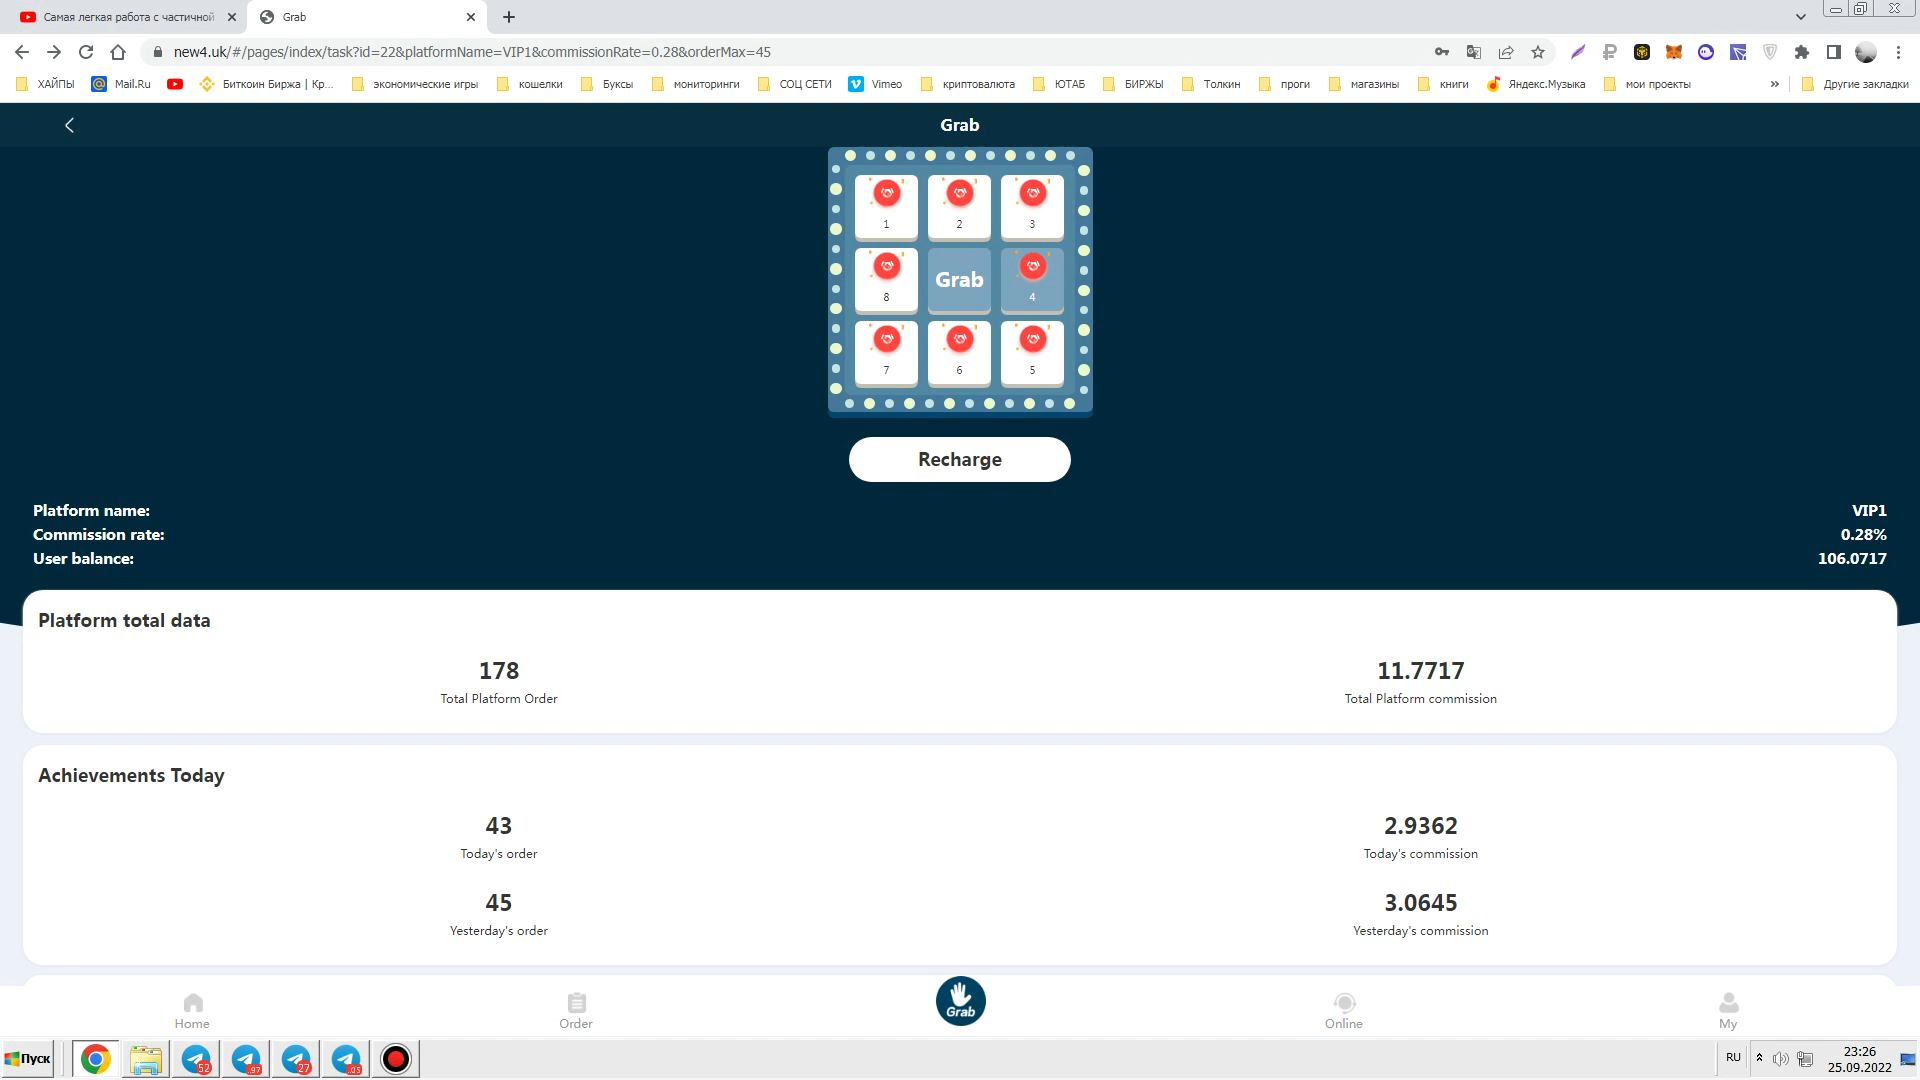 Самая легкая работа с частичной
Grab
new4.uk/#/pages/index/task?id=22&platformName=VIP1&commissionRate=0.28&orderMax=45
ХАЙПЫ
Mail.Ru
Биткоин Биржа | Кр...
экономические игры
кошелки
Буксы
мониторинги
СОЦ СЕТИ
Vimeo
криптовалюта
ЮТАБ
БИРЖЫ
Толкин
проги
магазины
книги
Яндекс.Музыка
мои проекты
»
Другие закладки
Grab
1 2 3
8 Grab 4
7 6 5
Recharge
Platform name: VIP1
Commission rate: 0.28%
User balance: 106.0717
Platform total data
178 11.7717
Total Platform Order Total Platform commission
Achievements Today
43 2.9362
Today's order Today's commission
45 3.0645
Yesterday's order Yesterday's commission
Grab
Home Order Online My
Пуск
52
.97
27
.05
RU
23:26
25.09.2022